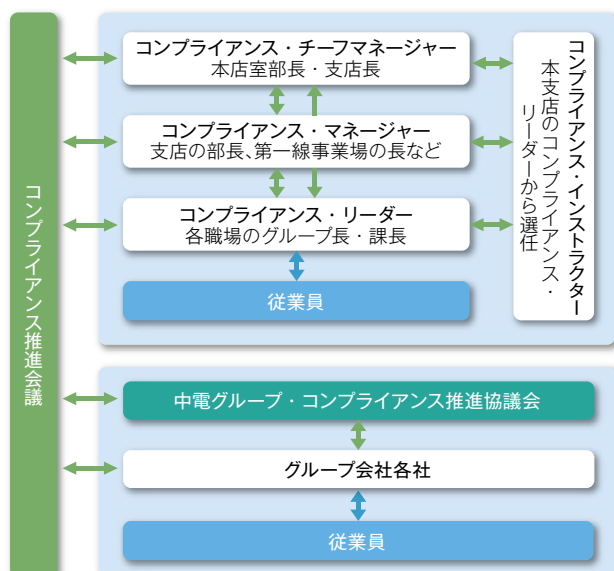 コンプライアンス推進会議
コンプライアンス・チーフマネージャー
本店室部長・支店長
コンプライアンス・マネージャー
支店の部長、第一線事業場の長など
コンプライアンス・リーダー
各職場のグループ長・課長
従業員
コンプライアンス・インストラクター
本支店のコンプライアンス・
リーダーから選任
中電グループ・コンプライアンス推進協議会
グループ会社各社
従業員